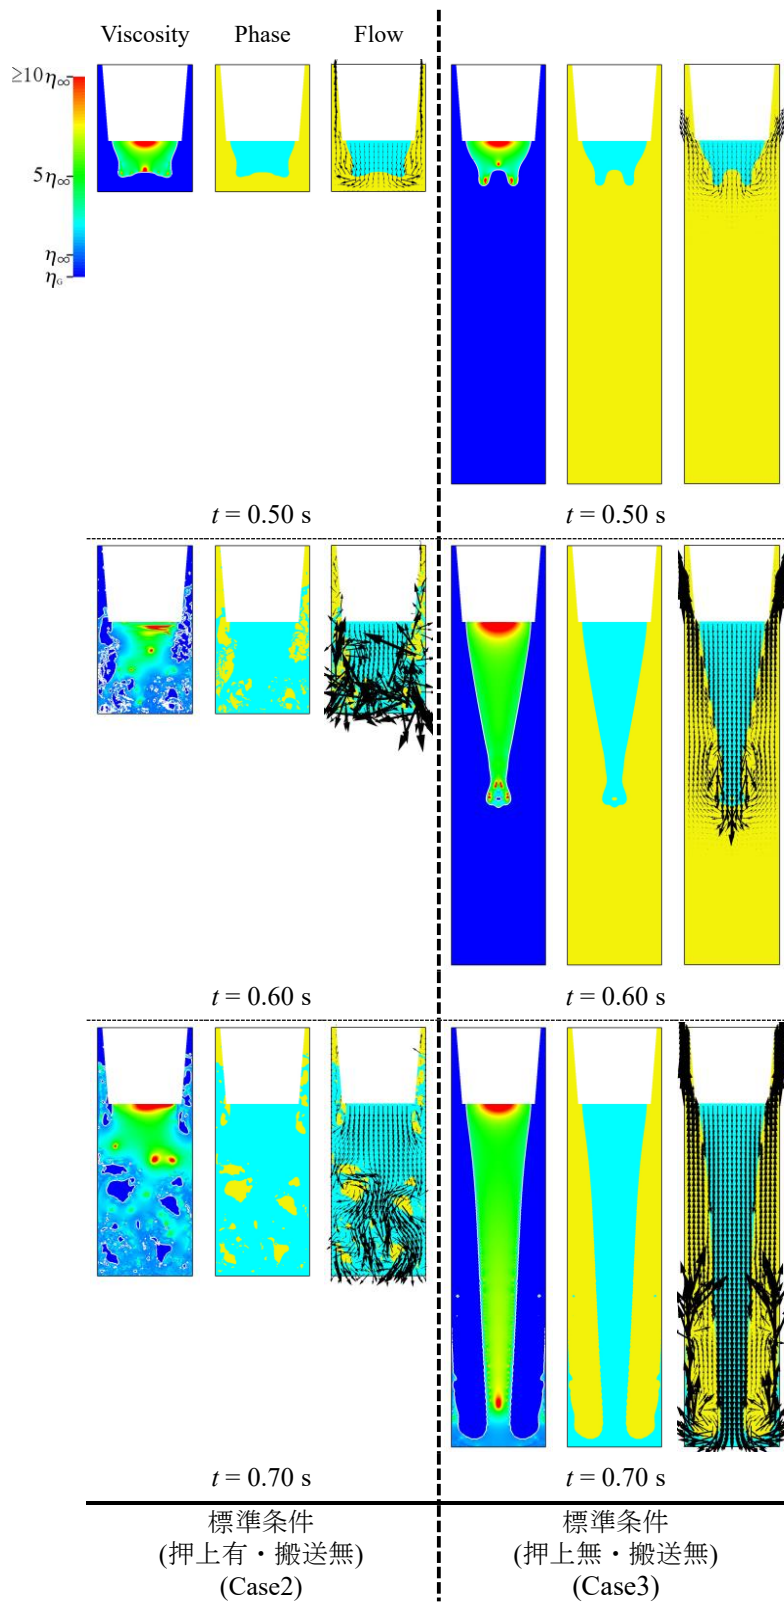 Viscosity Phase Flow
≥10 η∞
5 η∞
η∞
ηG
t = 0.50 s t = 0.50 s
t = 0.60 s t = 0.60 s
t = 0.70 s t = 0.70 s
標準条件 標準条件
(押上有・搬送無) (押上無・搬送無)
(Case2) (Case3)